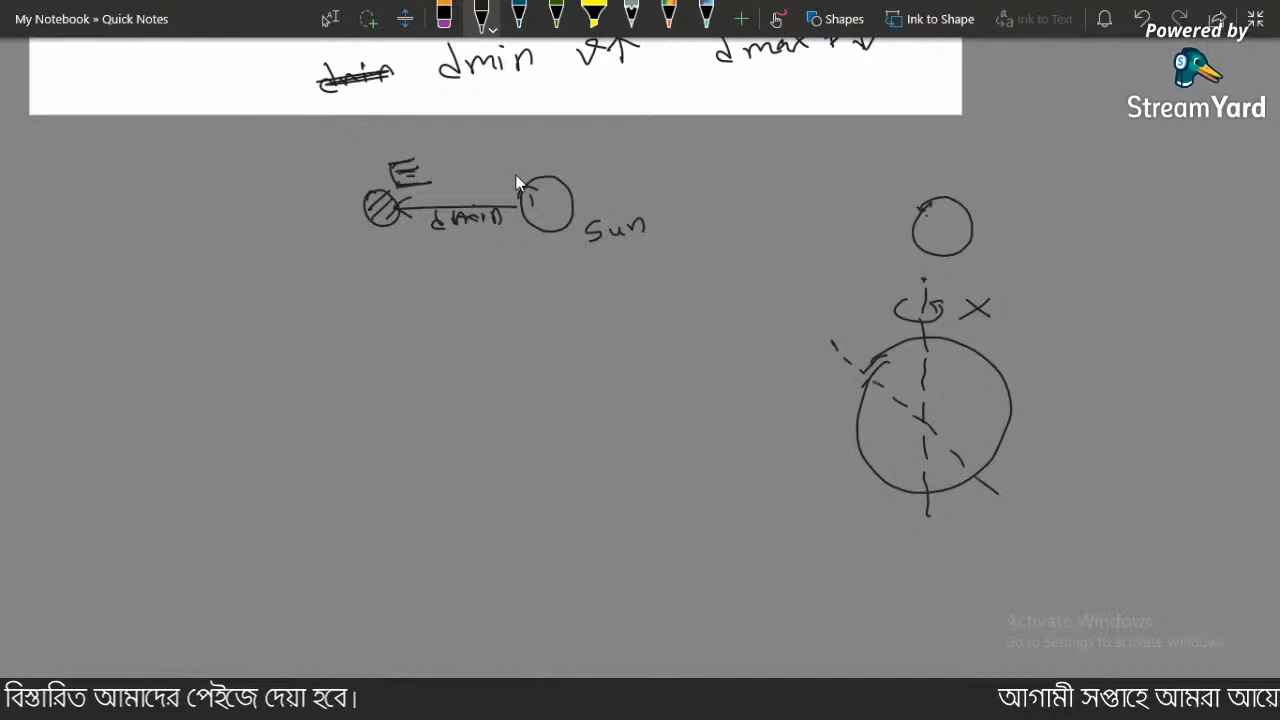 My Notebook » Quick Notes
Shapes
Ink to Shape
Ink to Text
Powered by
StreamYard
dmin
dmin v↑ dmax
E
dmin
Sun
X
Activate Windows
Go to Settings to activate Windows.
বিস্তারিত আমাদের পেইজে দেয়া হবে। আগামী সপ্তাহে আমরা আয়ে